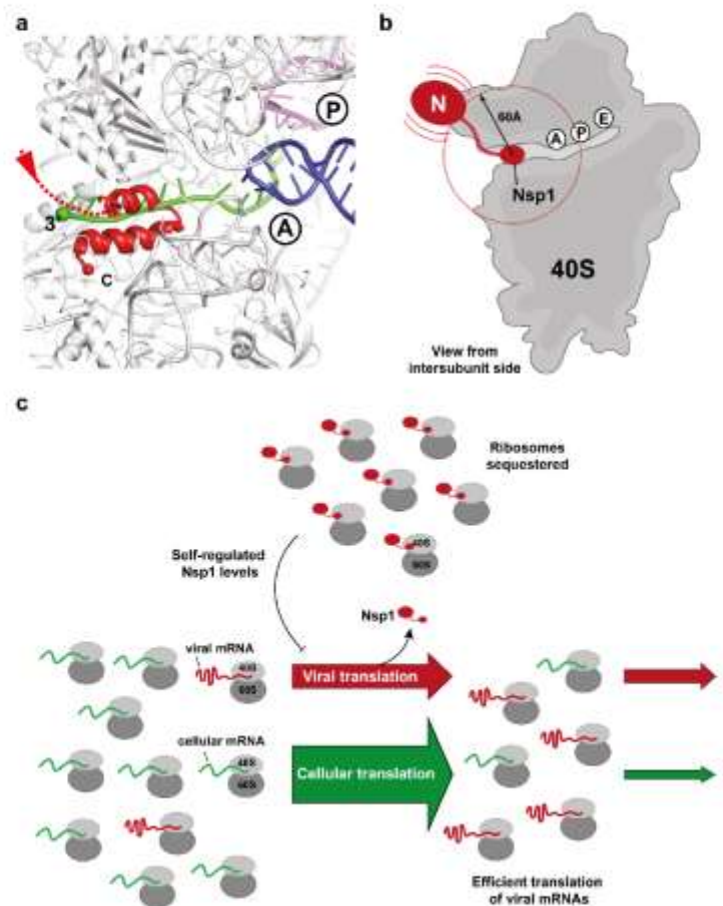 a
P
3
A
C
b
N
60Å
A
P
E
Nsp1
40S
View from
intersubunit side
c
Ribosomes
sequestered
40S
60S
Self-regulated
Nsp1 levels
Nsp1
viral mRNA
40S
60S
Viral translation
cellular mRNA
40S
60S
Cellular translation
Efficient translation
of viral mRNAs